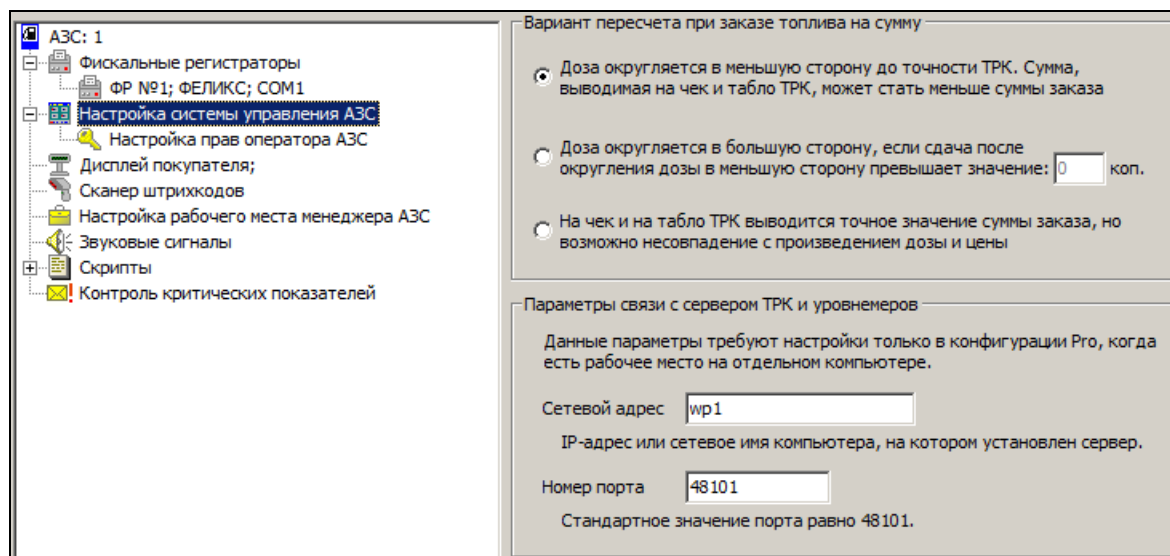 АЗС: 1
Фискальные регистраторы
ФР №1; ФЕЛИКС; COM1
Настройка системы управления АЗС
Настройка прав оператора АЗС
Дисплей покупателя;
Сканер штрихкодов
Настройка рабочего места менеджера АЗС
Звуковые сигналы
Скрипты
Контроль критических показателей
Вариант пересчета при заказе топлива на сумму
Доза округляется в меньшую сторону до точности ТРК. Сумма,
выводимая на чек и табло ТРК, может стать меньше суммы заказа
Доза округляется в большую сторону, если сдача после
округления дозы в меньшую сторону превышает значение: 0 коп.
На чек и на табло ТРК выводится точное значение суммы заказа, но
возможно несовпадение с произведением дозы и цены
Параметры связи с сервером ТРК и уровнемеров
Данные параметры требуют настройки только в конфигурации Pro, когда
есть рабочее место на отдельном компьютере.
Сетевой адрес wp1
IP-адрес или сетевое имя компьютера, на котором установлен сервер.
Номер порта 48101
Стандартное значение порта равно 48101.